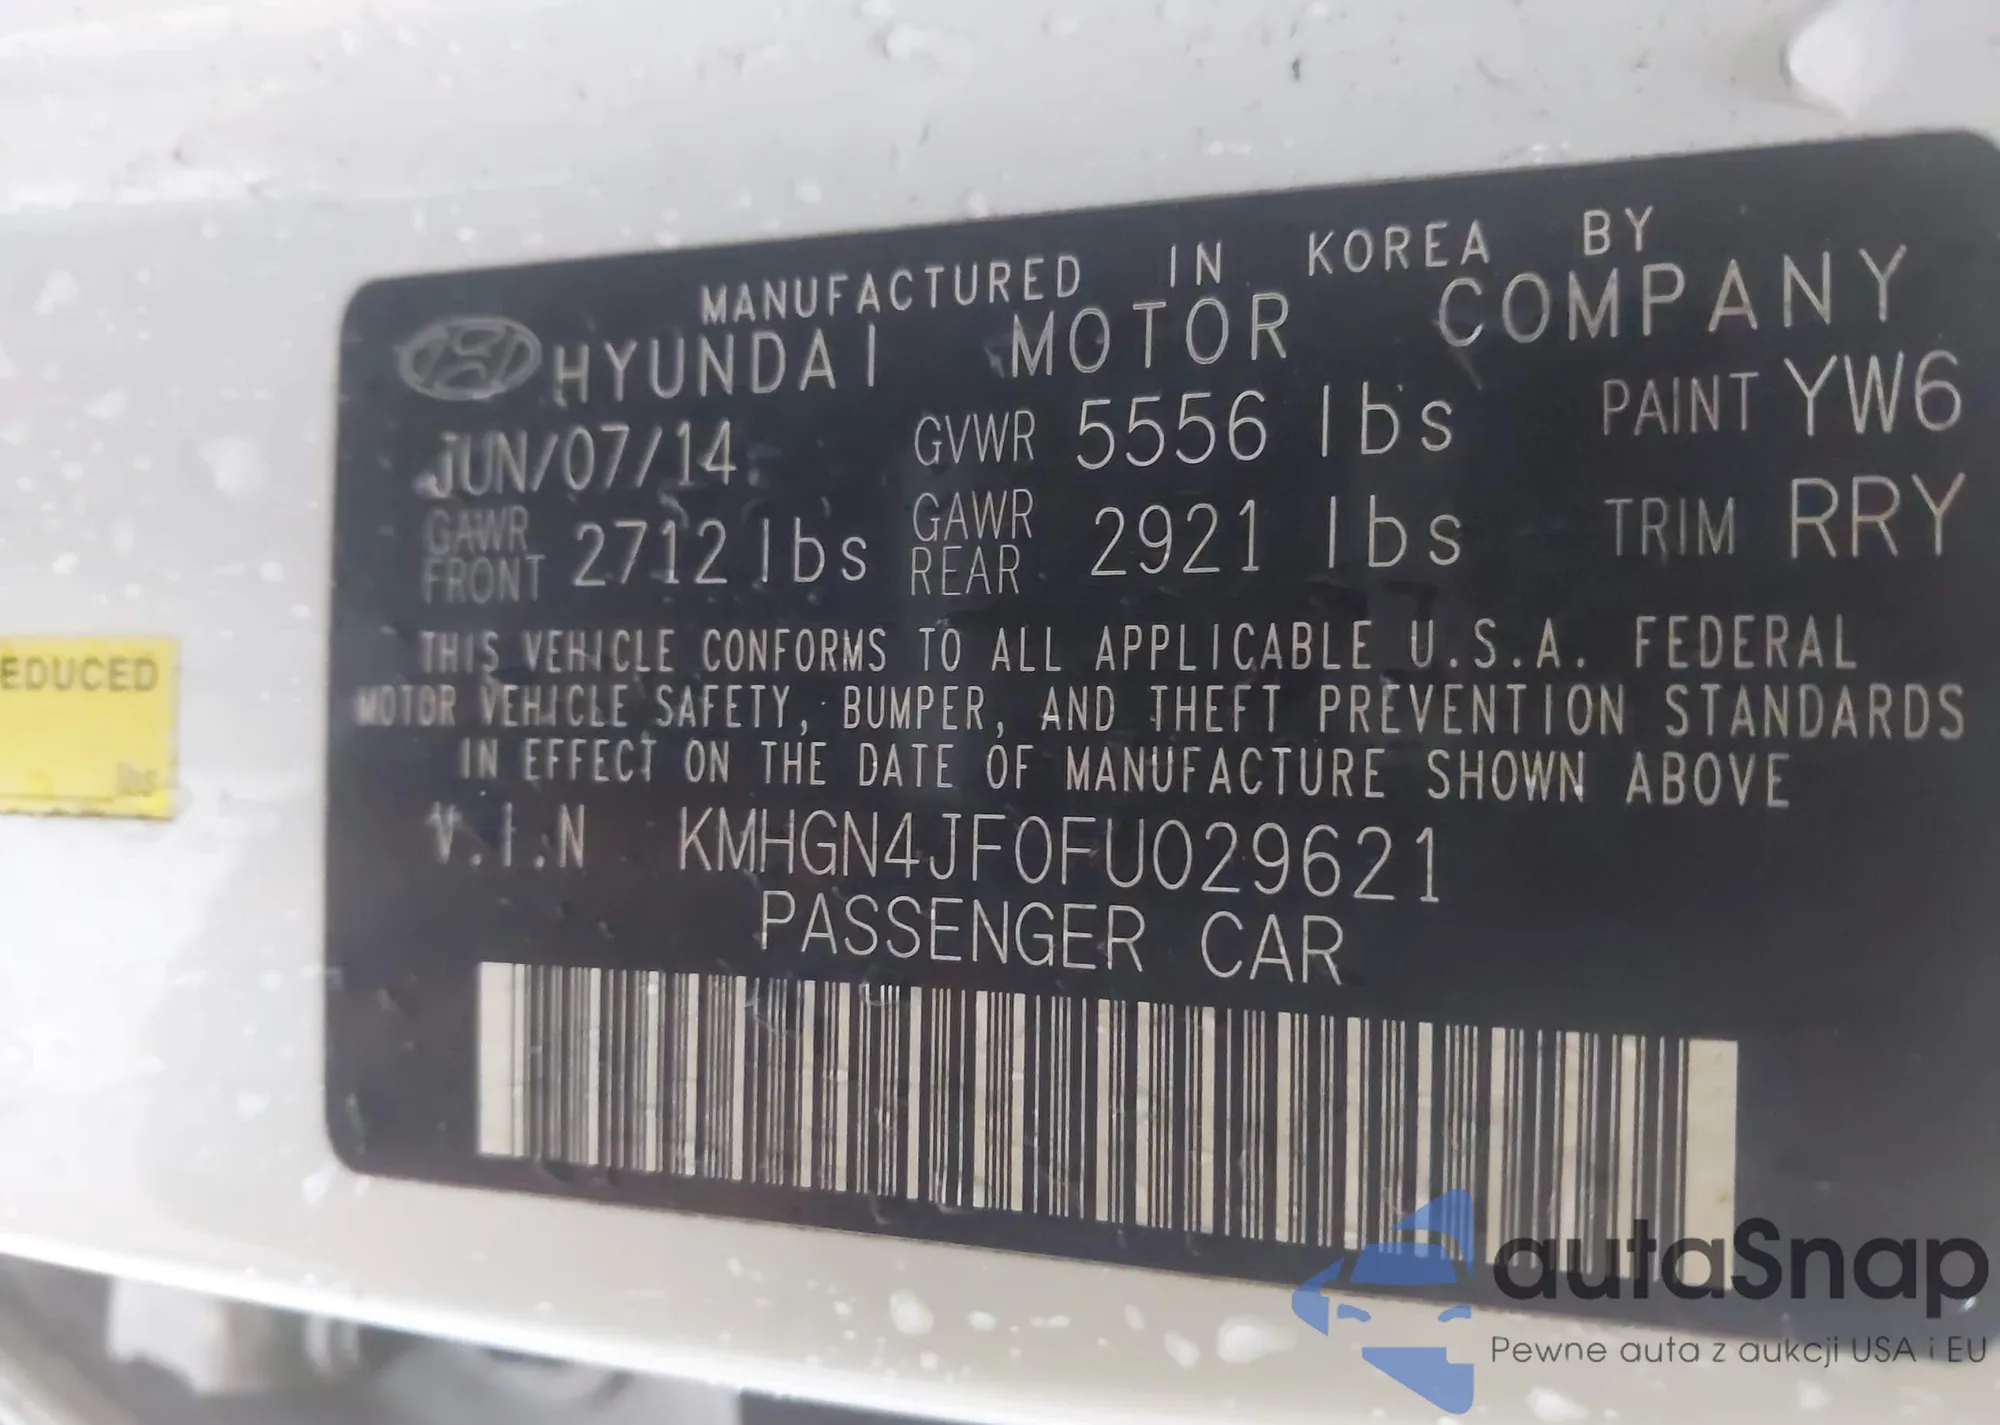 MANUFACTURED IN KOREA BY
HYUNDAI MOTOR COMPANY
JUN/07/14 GVWR 5556 lbs PAINT YW6
GAWR FRONT 2712 lbs GAWR REAR 2921 lbs TRIM RRY
THIS VEHICLE CONFORMS TO ALL APPLICABLE U.S.A. FEDERAL
MOTOR VEHICLE SAFETY, BUMPER, AND THEFT PREVENTION STANDARDS
IN EFFECT ON THE DATE OF MANUFACTURE SHOWN ABOVE
V.I.N KMHGN4JF0FU029621
PASSENGER CAR
EDUCED
lbs
autaSnap
Pewne auta z aukcji USA i EU